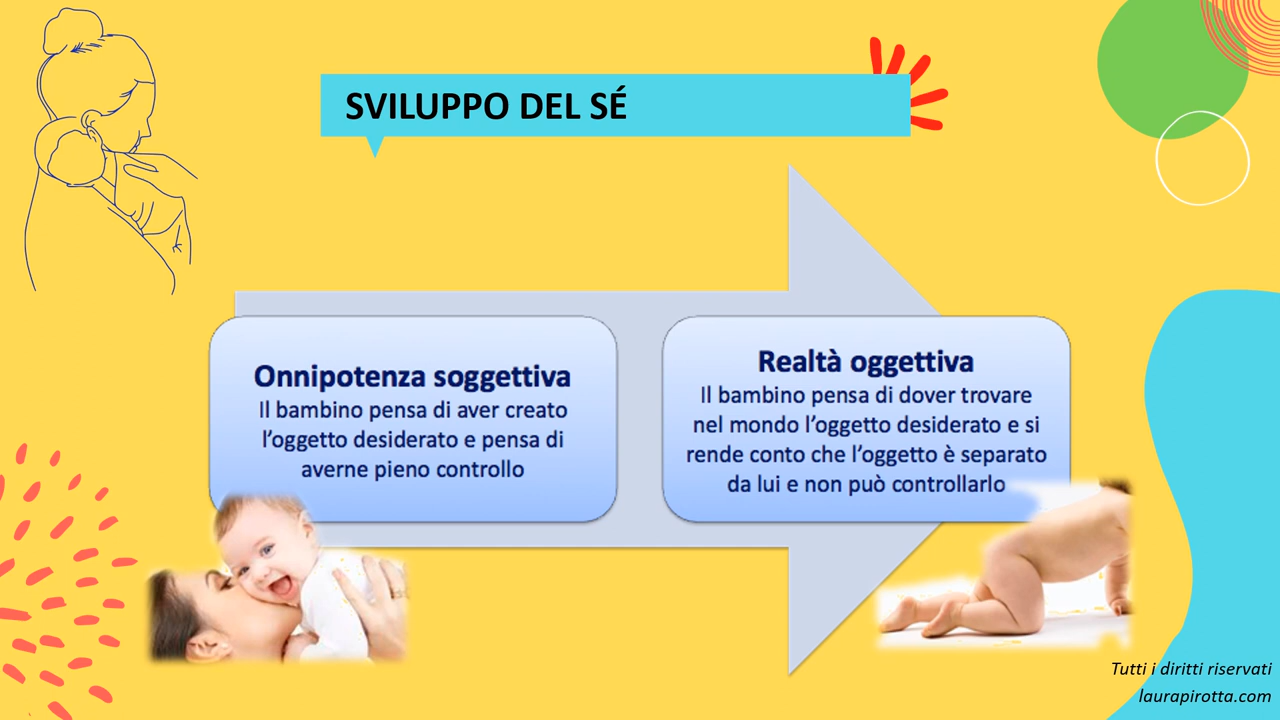 SVILUPPO DEL SÉ
Onnipotenza soggettiva
Il bambino pensa di aver creato
l’oggetto desiderato e pensa di
averne pieno controllo
Realtà oggettiva
Il bambino pensa di dover trovare
nel mondo l’oggetto desiderato e si
rende conto che l’oggetto è separato
da lui e non può controllarlo
Tutti i diritti riservati
laurapirotta.com